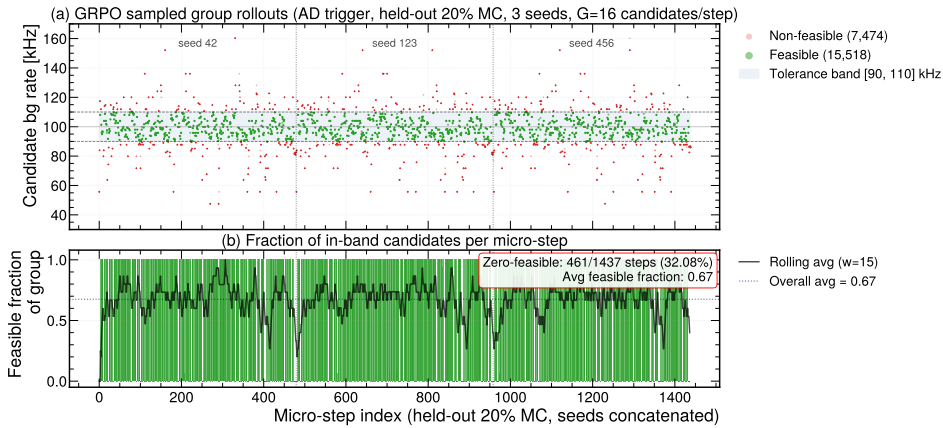 (a) GRPO sampled group rollouts (AD trigger, held-out 20% MC, 3 seeds, G=16 candidates/step)
Candidate bg rate [kHz]
160
140
120
100
80
60
40
seed 42
seed 123
seed 456
Non-feasible (7,474)
Feasible (15,518)
Tolerance band [90, 110] kHz
(b) Fraction of in-band candidates per micro-step
Feasible fraction
of group
1.0
0.5
0.0
Zero-feasible: 461/1437 steps (32.08%)
Avg feasible fraction: 0.67
Rolling avg (w=15)
Overall avg = 0.67
0
200
400
600
800
1000
1200
1400
Micro-step index (held-out 20% MC, seeds concatenated)